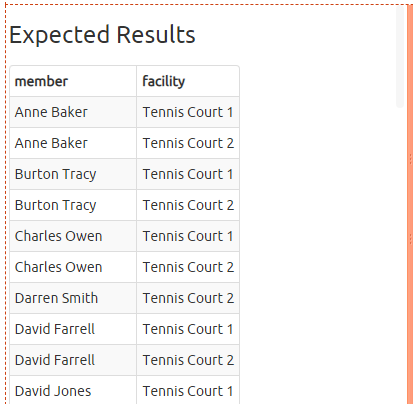 Expected Results
member facility
Anne Baker Tennis Court 1
Anne Baker Tennis Court 2
Burton Tracy Tennis Court 1
Burton Tracy Tennis Court 2
Charles Owen Tennis Court 1
Charles Owen Tennis Court 2
Darren Smith Tennis Court 2
David Farrell Tennis Court 1
David Farrell Tennis Court 2
David Jones Tennis Court 1